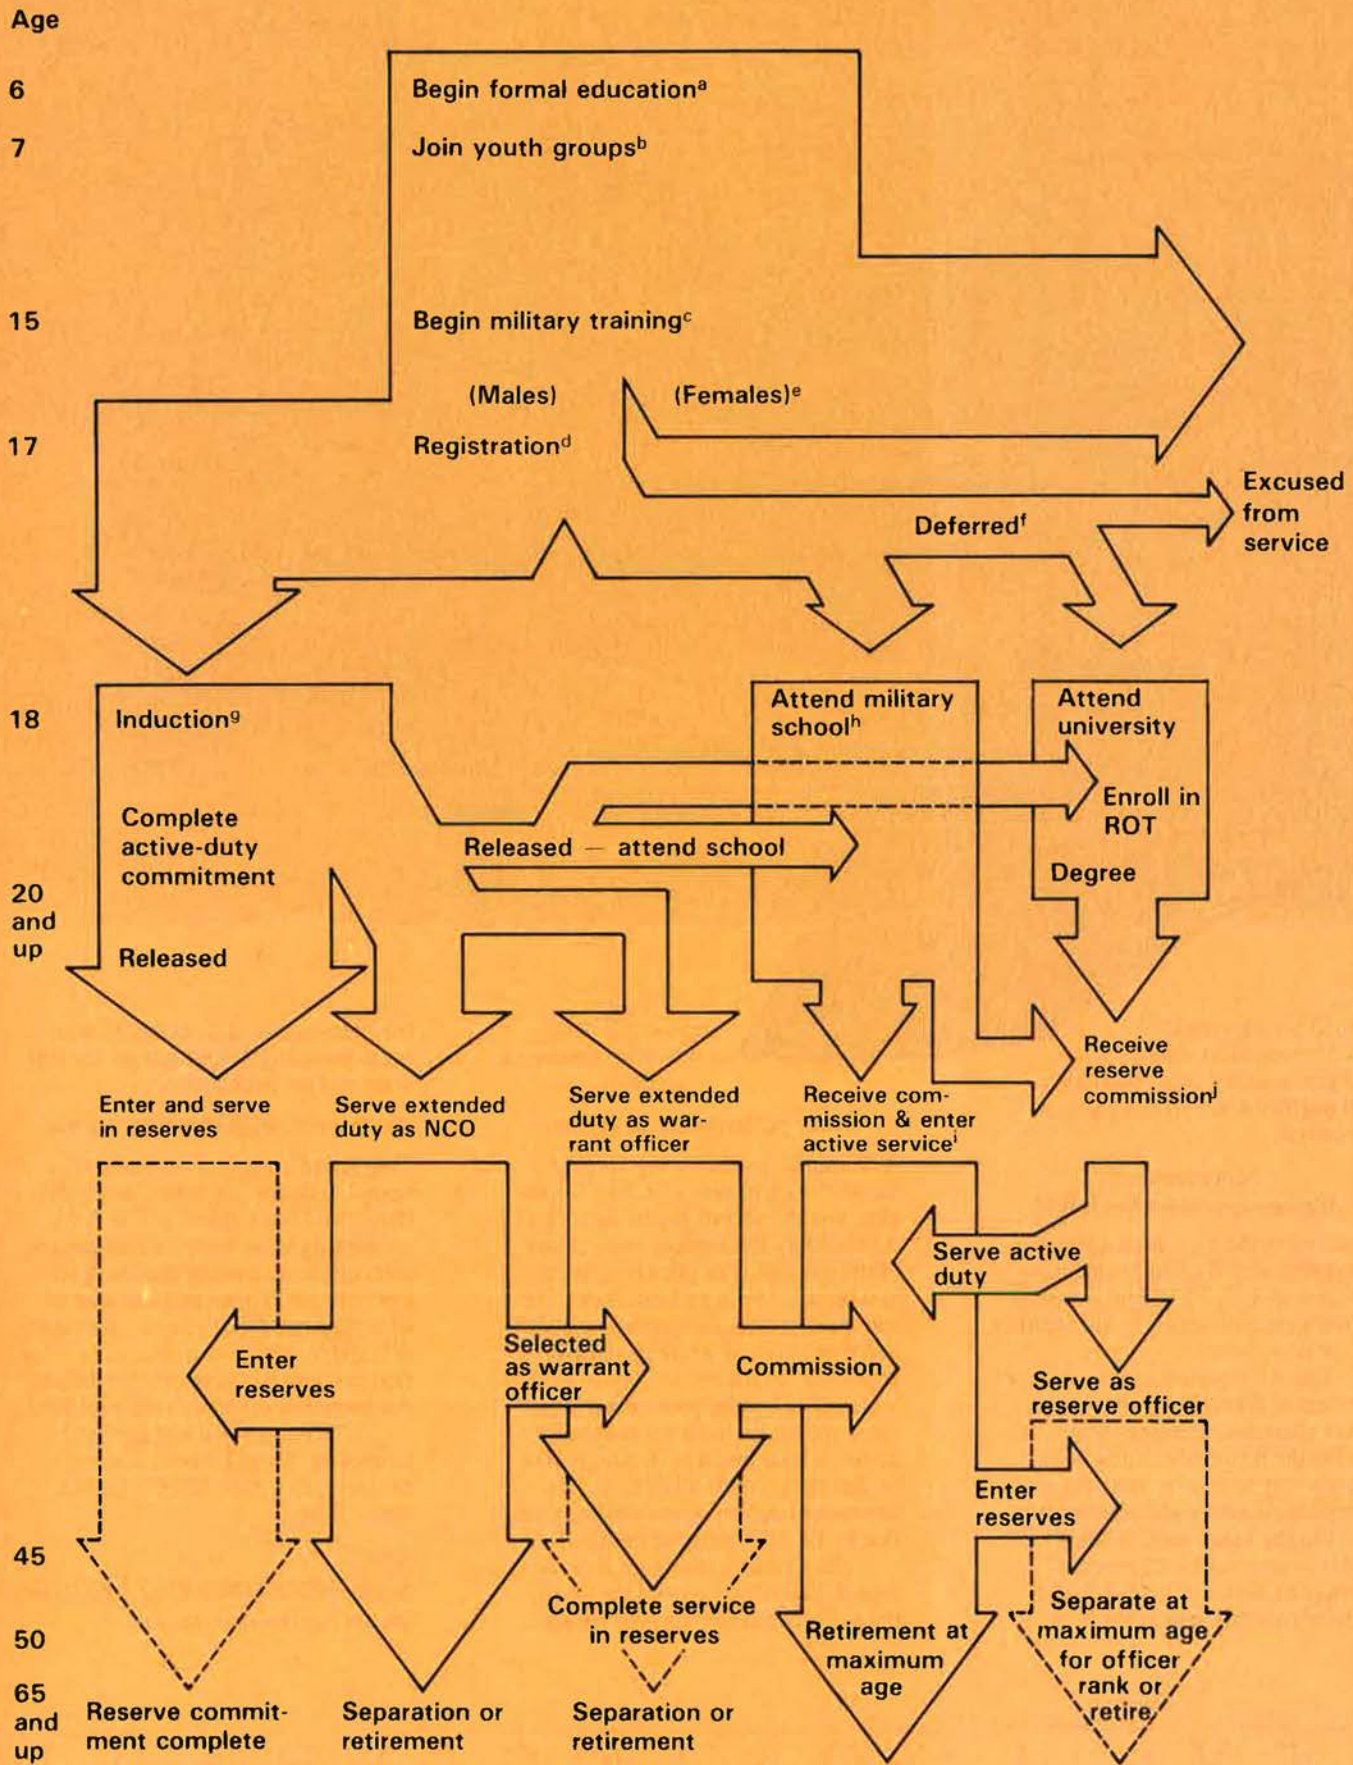 Age
6
Begin formal educationᵃ
7
Join youth groupsᵇ
15
Begin military trainingᶜ
(Males)
(Females)ᵉ
17
Registrationᵈ
Excused
from
service
Deferredᶠ
18
Inductionᵍ
Attend military
schoolʰ
Attend
university
Complete
active-duty
commitment
Released — attend school
Enroll in
ROT
Degree
20
and
up
Released
Enter and serve
in reserves
Serve extended
duty as NCO
Serve extended
duty as war-
rant officer
Receive com-
mission & enter
active serviceⁱ
Receive
reserve
commissionʲ
Serve active
duty
Enter
reserves
Selected
as warrant
officer
Commission
Serve as
reserve officer
Enter
reserves
45
50
65
and
up
Reserve commit-
ment complete
Separation or
retirement
Complete service
in reserves
Separation or
retirement
Retirement at
maximum
age
Separate at
maximum age
for officer
rank or
retire